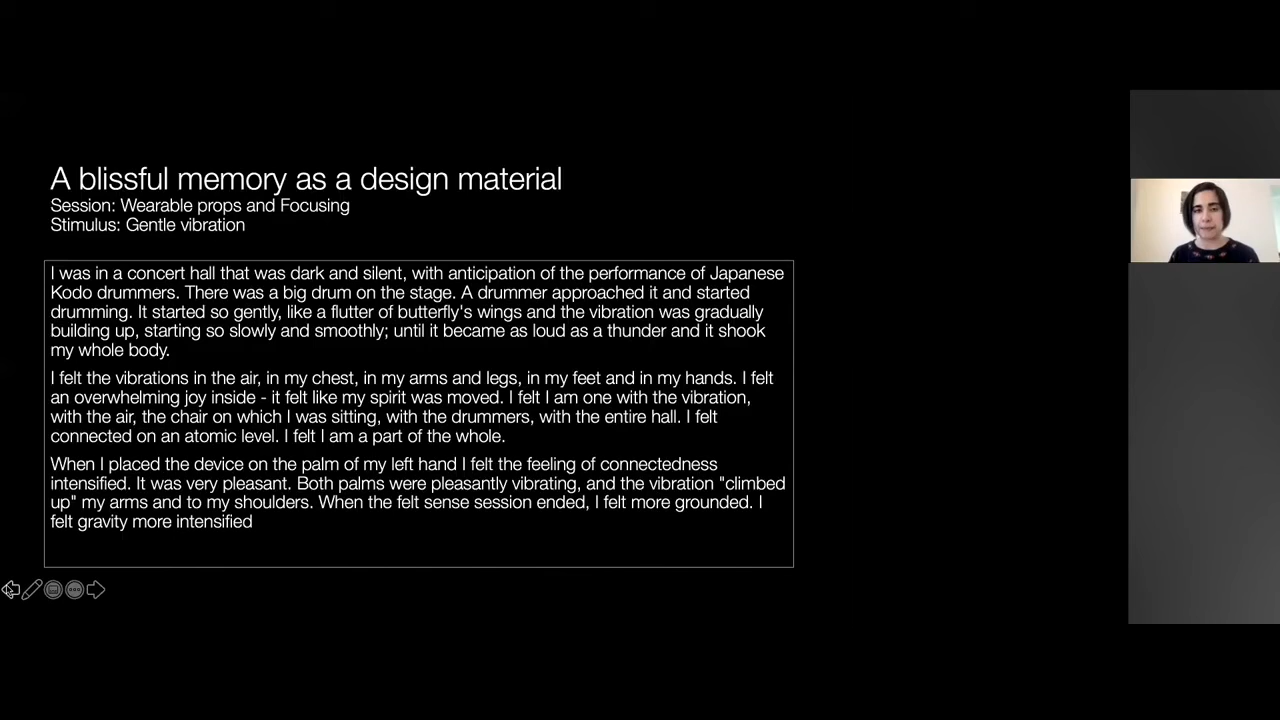 A blissful memory as a design material
Session: Wearable props and Focusing
Stimulus: Gentle vibration
I was in a concert hall that was dark and silent, with anticipation of the performance of Japanese
Kodo drummers. There was a big drum on the stage. A drummer approached it and started
drumming. It started so gently, like a flutter of butterfly's wings and the vibration was gradually
building up, starting so slowly and smoothly; until it became as loud as a thunder and it shook
my whole body.
I felt the vibrations in the air, in my chest, in my arms and legs, in my feet and in my hands. I felt
an overwhelming joy inside - it felt like my spirit was moved. I felt I am one with the vibration,
with the air, the chair on which I was sitting, with the drummers, with the entire hall. I felt
connected on an atomic level. I felt I am a part of the whole.
When I placed the device on the palm of my left hand I felt the feeling of connectedness
intensified. It was very pleasant. Both palms were pleasantly vibrating, and the vibration "climbed
up" my arms and to my shoulders. When the felt sense session ended, I felt more grounded. I
felt gravity more intensified